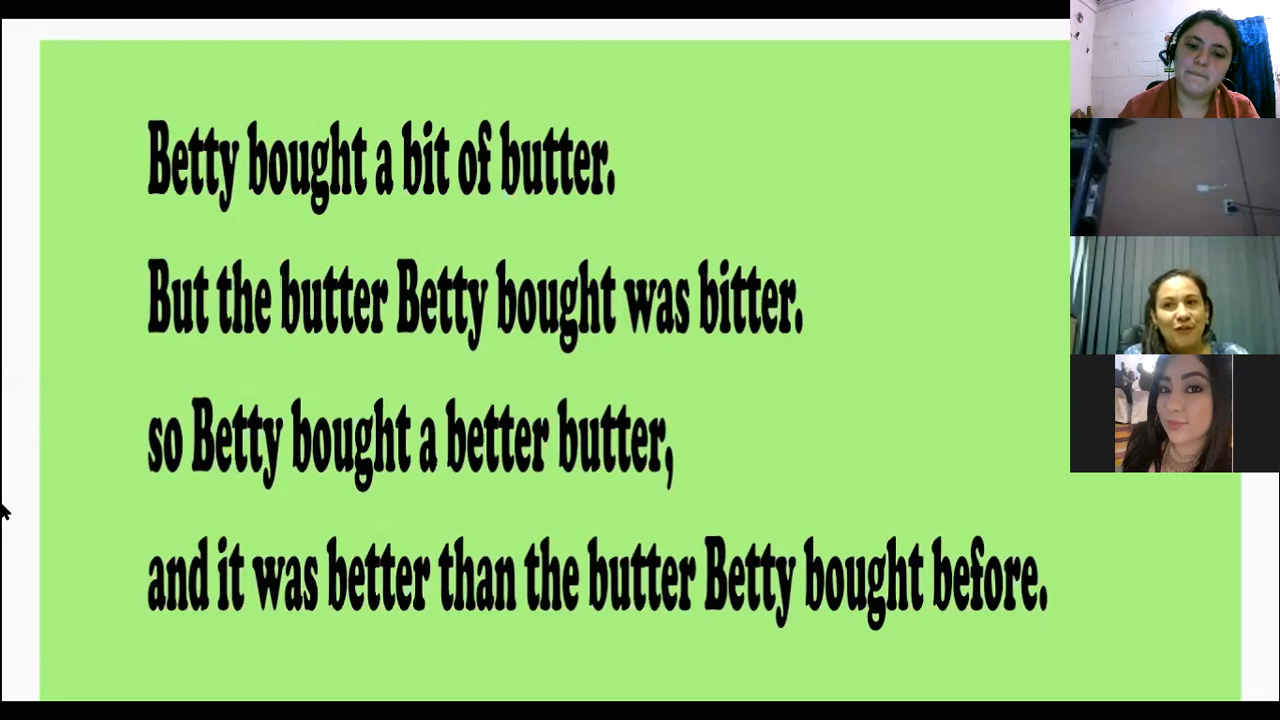 Betty bought a bit of butter.
But the butter Betty bought was bitter.
so Betty bought a better butter,
and it was better than the butter Betty bought before.